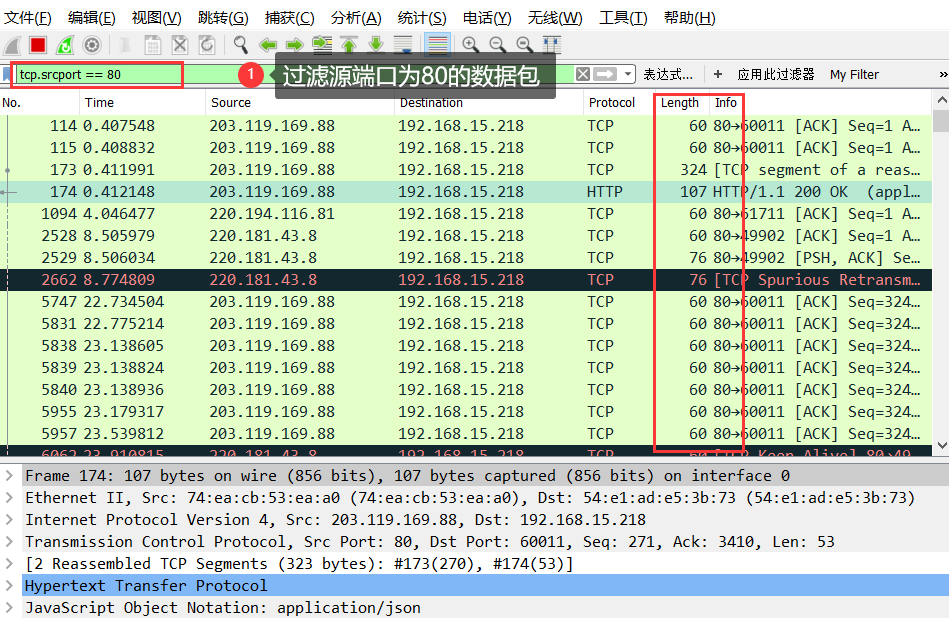 文件(F) 编辑(E) 视图(V) 跳转(G) 捕获(C) 分析(A) 统计(S) 电话(Y) 无线(W) 工具(T) 帮助(H)
tcp.srcport == 80 1 过滤源端口为80的数据包 表达式… + 应用此过滤器 My Filter »
No. Time Source Destination Protocol Length Info
114 0.407548 203.119.169.88 192.168.15.218 TCP 60 80→60011 [ACK] Seq=1 A…
115 0.408832 203.119.169.88 192.168.15.218 TCP 60 80→60011 [ACK] Seq=1 A…
173 0.411991 203.119.169.88 192.168.15.218 TCP 324 [TCP segment of a reas…
174 0.412148 203.119.169.88 192.168.15.218 HTTP 107 HTTP/1.1 200 OK (appl…
1094 4.046477 220.194.116.81 192.168.15.218 TCP 60 80→61711 [ACK] Seq=1 A…
2528 8.505979 220.181.43.8 192.168.15.218 TCP 60 80→49902 [ACK] Seq=1 A…
2529 8.506034 220.181.43.8 192.168.15.218 TCP 76 80→49902 [PSH, ACK] Se…
2662 8.774809 220.181.43.8 192.168.15.218 TCP 76 [TCP Spurious Retransm…
5747 22.734504 203.119.169.88 192.168.15.218 TCP 60 80→60011 [ACK] Seq=324…
5831 22.775214 203.119.169.88 192.168.15.218 TCP 60 80→60011 [ACK] Seq=324…
5838 23.138605 203.119.169.88 192.168.15.218 TCP 60 80→60011 [ACK] Seq=324…
5839 23.138824 203.119.169.88 192.168.15.218 TCP 60 80→60011 [ACK] Seq=324…
5840 23.138936 203.119.169.88 192.168.15.218 TCP 60 80→60011 [ACK] Seq=324…
5955 23.179317 203.119.169.88 192.168.15.218 TCP 60 80→60011 [ACK] Seq=324…
5957 23.539812 203.119.169.88 192.168.15.218 TCP 60 80→60011 [ACK] Seq=324…
6062 23.910815 220.181.43.8 192.168.15.218 TCP 60 [TCP Keep-Alive] 80→49…
Frame 174: 107 bytes on wire (856 bits), 107 bytes captured (856 bits) on interface 0
Ethernet II, Src: 74:ea:cb:53:ea:a0 (74:ea:cb:53:ea:a0), Dst: 54:e1:ad:e5:3b:73 (54:e1:ad:e5:3b:73)
Internet Protocol Version 4, Src: 203.119.169.88, Dst: 192.168.15.218
Transmission Control Protocol, Src Port: 80, Dst Port: 60011, Seq: 271, Ack: 3410, Len: 53
[2 Reassembled TCP Segments (323 bytes): #173(270), #174(53)]
Hypertext Transfer Protocol
JavaScript Object Notation: application/json